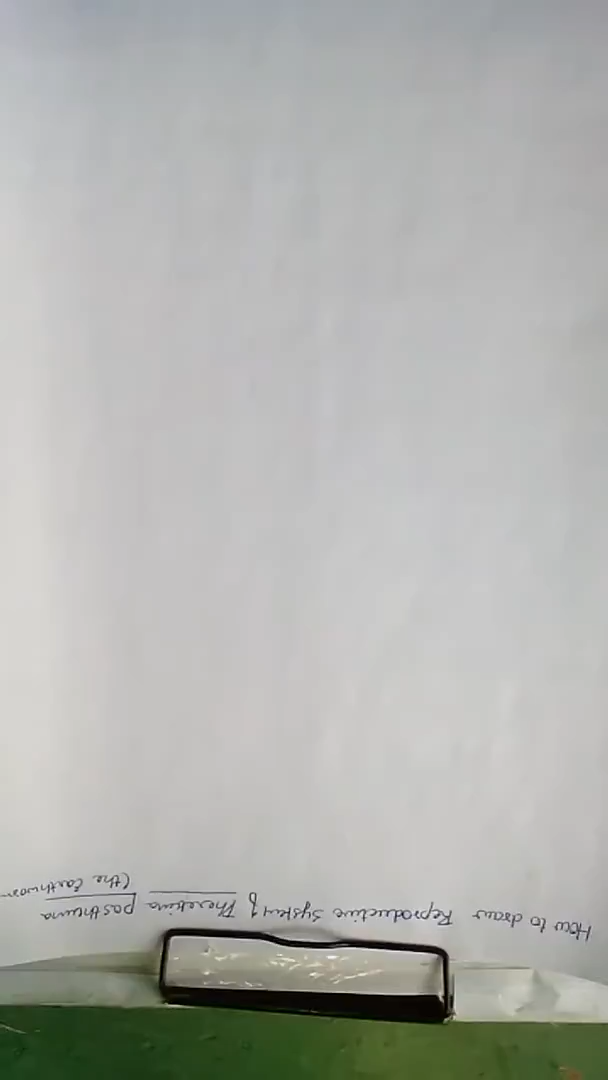 How to draw Reproductive System of Pheretima posthuma
(the Earthworm